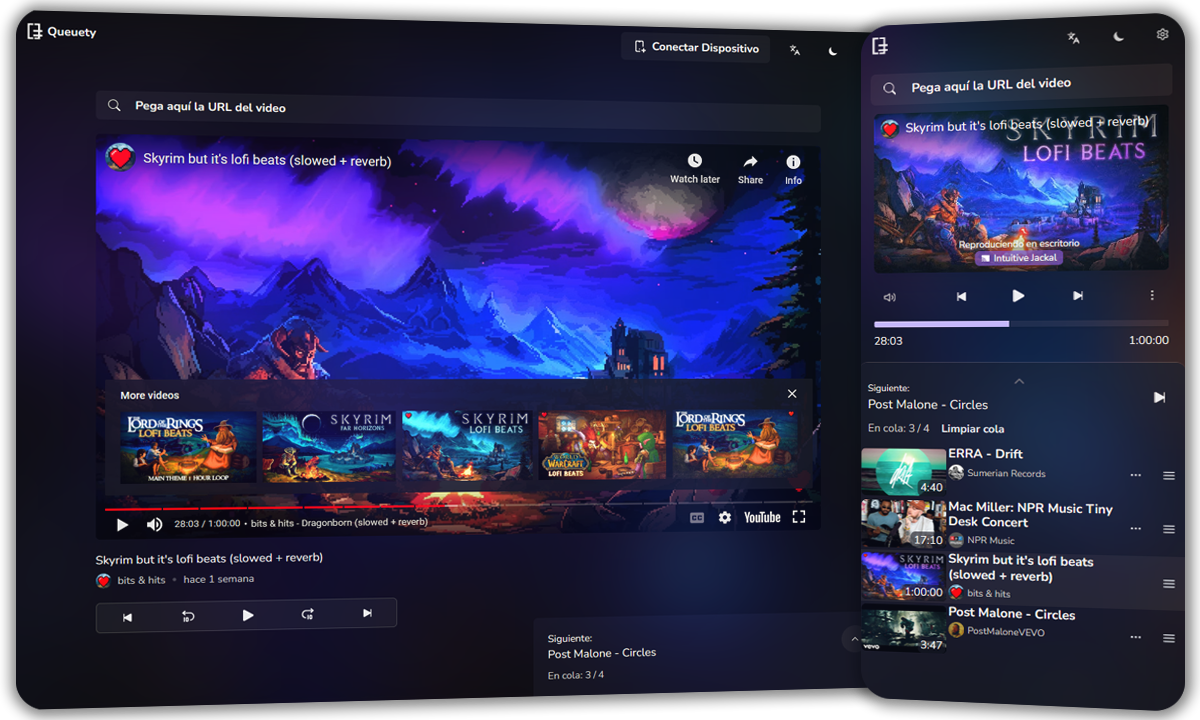 Queuety
Conectar Dispositivo
Pega aquí la URL del video
Skyrim but it's lofi beats (slowed + reverb)
Watch later
Share
Info
More videos
LORD OF THE RINGS
LOFI BEATS
MAIN THEME 1 HOUR LOOP
SKYRIM
FAR HORIZONS
SKYRIM
LOFI BEATS
WARCRAFT
LOFI BEATS
LORD OF THE RINGS
LOFI BEATS
28:03 / 1:00:00 • bits & hits - Dragonborn (slowed + reverb)
CC
YouTube
Skyrim but it's lofi beats (slowed + reverb)
bits & hits • hace 1 semana
10
10
Siguiente:
Post Malone - Circles
En cola: 3 / 4
Pega aquí la URL del video
Skyrim but it's lofi beats (slowed + reverb)
SKYRIM
LOFI BEATS
Reproduciendo en escritorio
Intuitive Jackal
28:03
1:00:00
Siguiente:
Post Malone - Circles
En cola: 3 / 4
Limpiar cola
ERRA - Drift
Sumerian Records
4:40
Mac Miller: NPR Music Tiny
Desk Concert
NPR Music
17:10
SKYRIM
LOFI BEATS
Skyrim but it's lofi beats
(slowed + reverb)
bits & hits
1:00:00
Post Malone - Circles
PostMaloneVEVO
vevo
3:47